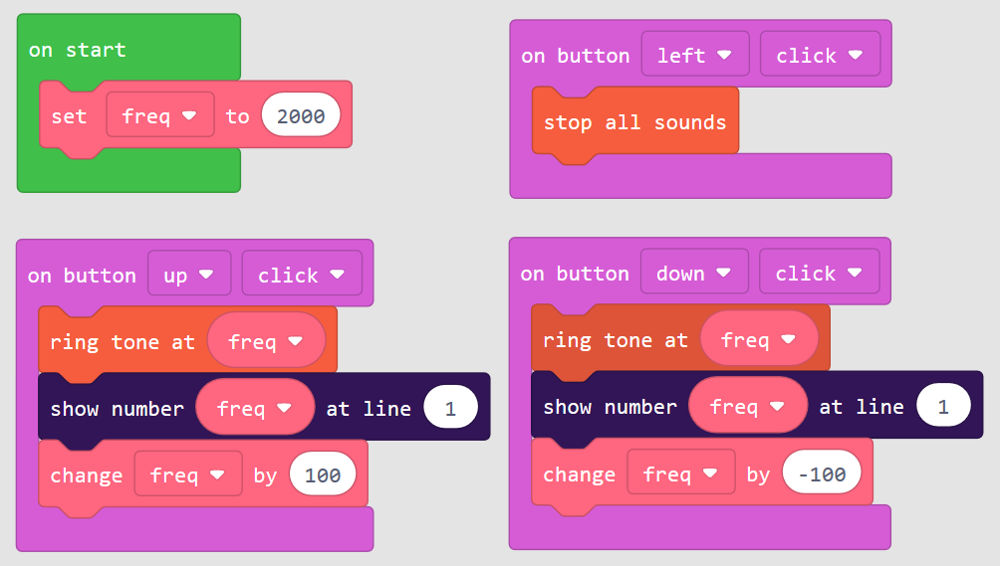 on start
set freq to 2000
on button left click
stop all sounds
on button up click
ring tone at freq
show number freq at line 1
change freq by 100
on button down click
ring tone at freq
show number freq at line 1
change freq by -100